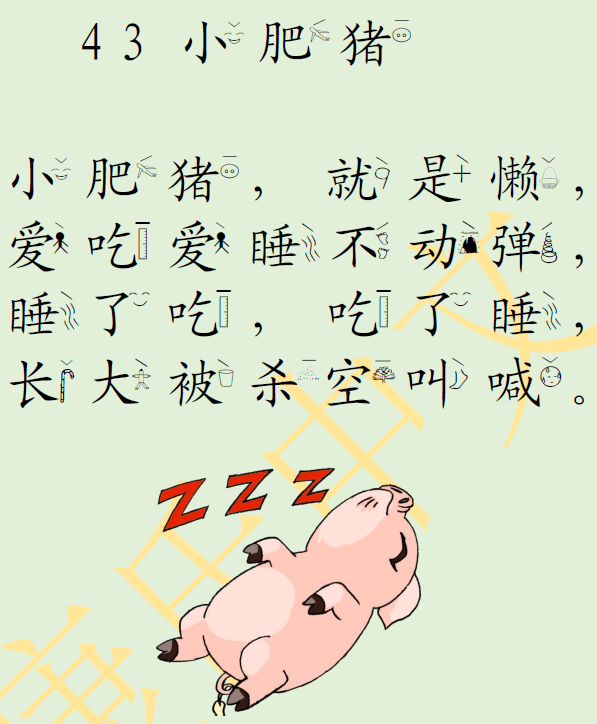 43 小肥猪
小肥猪，就是懒，
爱吃爱睡不动弹，
睡了吃，吃了睡，
长大被杀空叫喊。
ZZZ